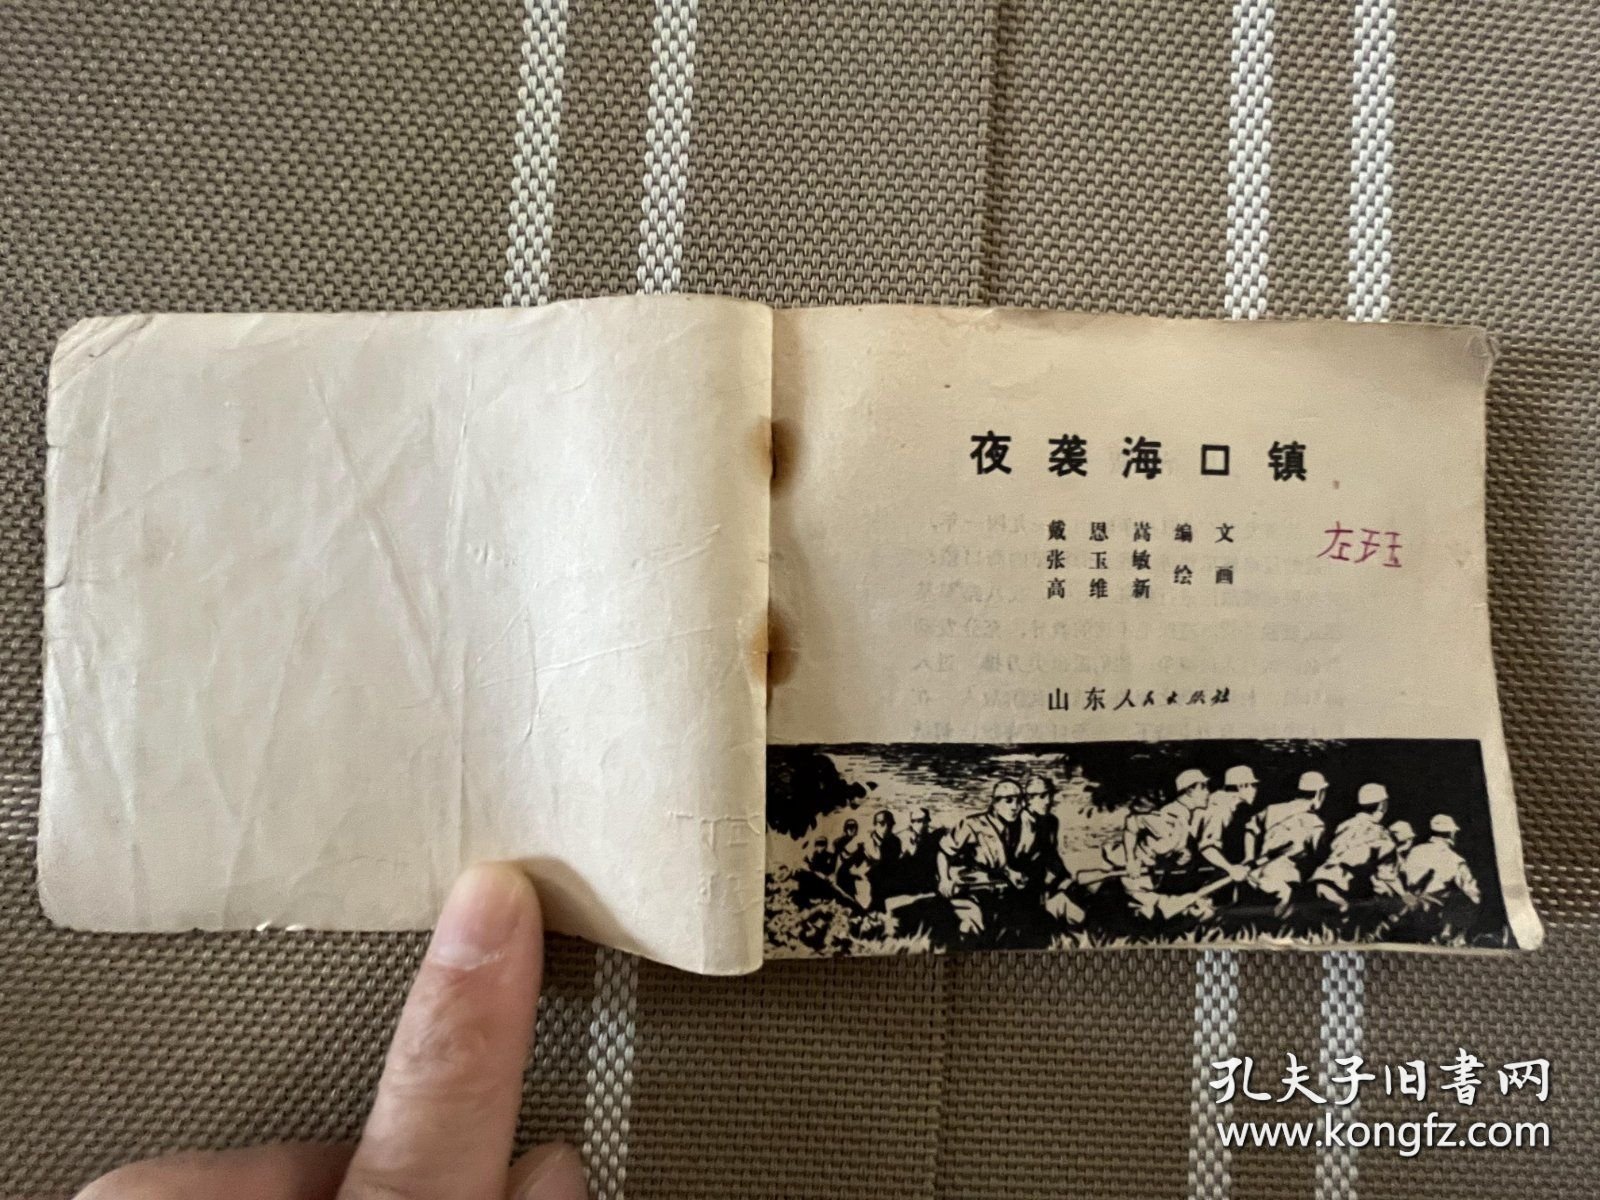 夜袭海口镇
戴恩嵩编文
张玉敏
高维新绘画
左玨
山东人民出版社
孔夫子旧书网
www.kongfz.com